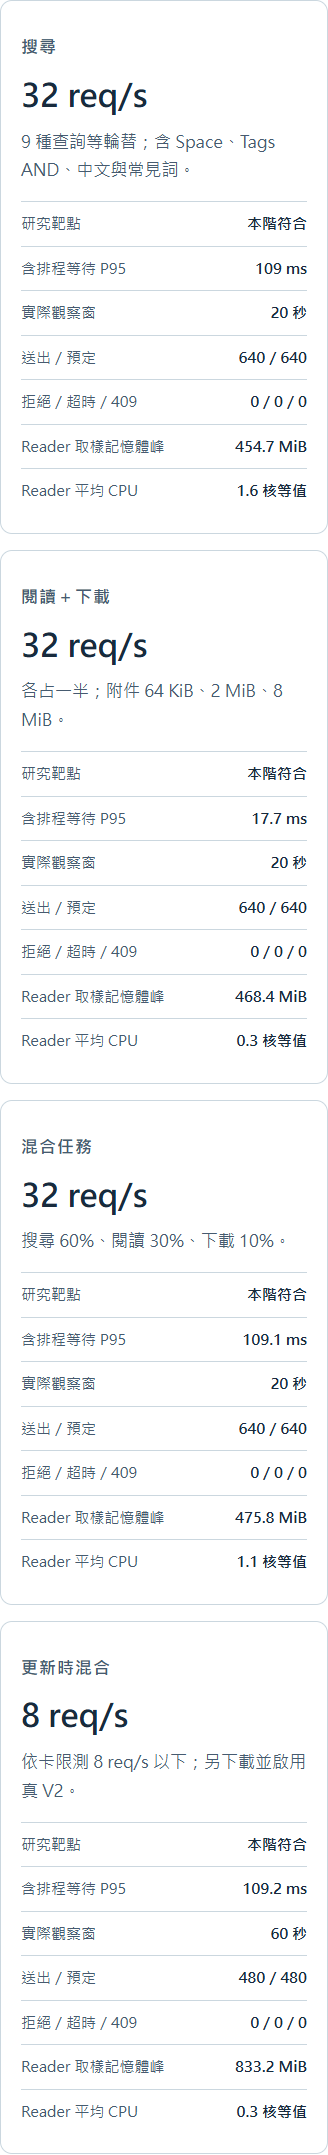 搜尋
32 req/s
9 種查詢等輪替；含 Space、Tags
AND、中文與常見詞。
研究靶點 本階符合
含排程等待 P95 109 ms
實際觀察窗 20 秒
送出 / 預定 640 / 640
拒絕 / 超時 / 409 0 / 0 / 0
Reader 取樣記憶體峰 454.7 MiB
Reader 平均 CPU 1.6 核等值
閱讀 + 下載
32 req/s
各占一半；附件 64 KiB、2 MiB、8
MiB。
研究靶點 本階符合
含排程等待 P95 17.7 ms
實際觀察窗 20 秒
送出 / 預定 640 / 640
拒絕 / 超時 / 409 0 / 0 / 0
Reader 取樣記憶體峰 468.4 MiB
Reader 平均 CPU 0.3 核等值
混合任務
32 req/s
搜尋 60%、閱讀 30%、下載 10%。
研究靶點 本階符合
含排程等待 P95 109.1 ms
實際觀察窗 20 秒
送出 / 預定 640 / 640
拒絕 / 超時 / 409 0 / 0 / 0
Reader 取樣記憶體峰 475.8 MiB
Reader 平均 CPU 1.1 核等值
更新時混合
8 req/s
依卡限測 8 req/s 以下；另下載並啟用
真 V2。
研究靶點 本階符合
含排程等待 P95 109.2 ms
實際觀察窗 60 秒
送出 / 預定 480 / 480
拒絕 / 超時 / 409 0 / 0 / 0
Reader 取樣記憶體峰 833.2 MiB
Reader 平均 CPU 0.3 核等值